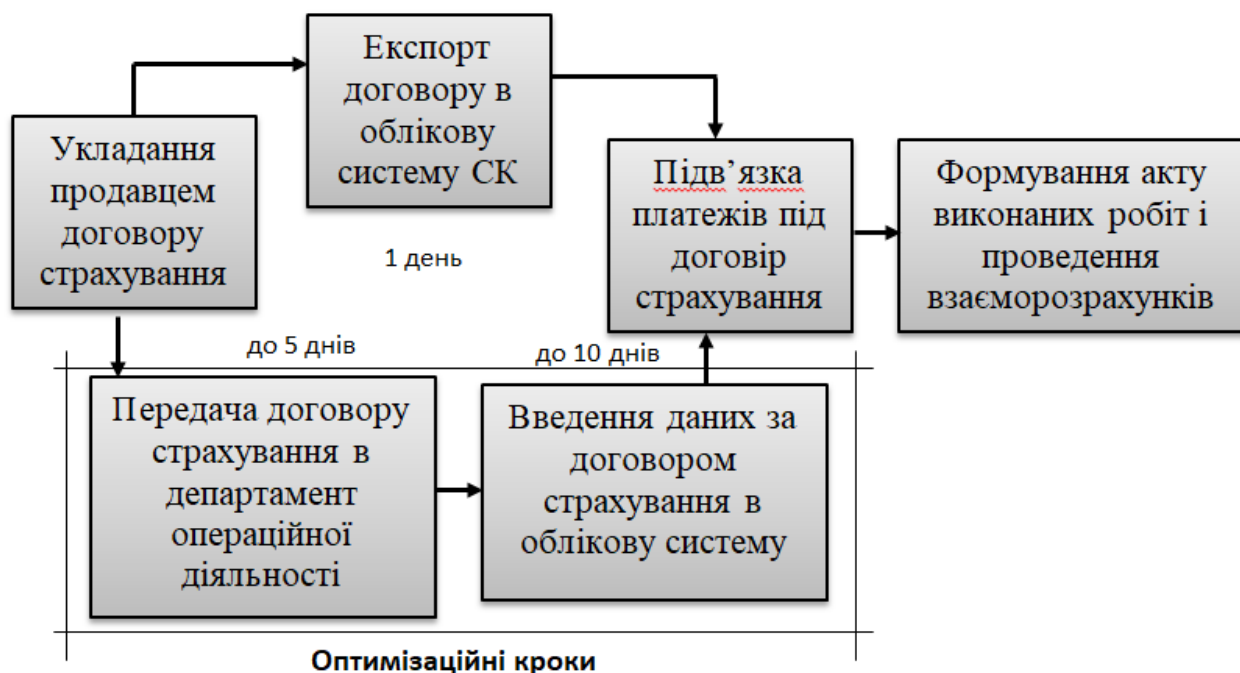 Експорт
договору в
облікову
систему СК
Укладання
продавцем
договору
страхування
Підв’язка
платежів під
договір
страхування
Формування акту
виконаних робіт і
проведення
взаєморозрахунків
1 день
до 5 днів
до 10 днів
Передача договору
страхування в
департамент
операційної
діяльності
Введення даних за
договором
страхування в
облікову систему
Оптимізаційні кроки